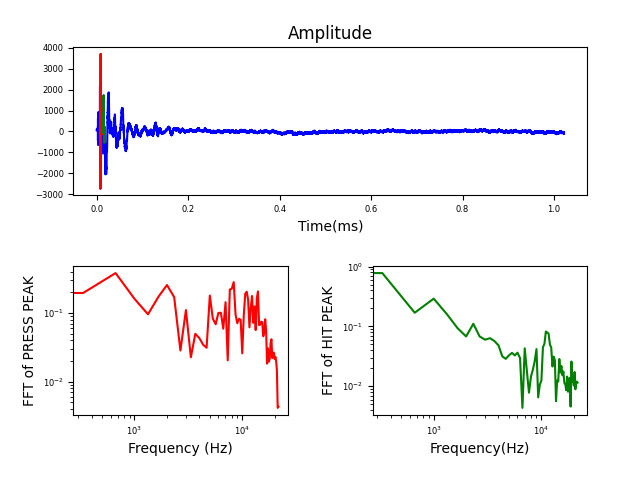 Amplitude
4000
3000
2000
1000
0
−1000
−2000
−3000
0.0 0.2 0.4 0.6 0.8 1.0
Time(ms)
FFT of PRESS PEAK
10⁻¹
10⁻²
10³ 10⁴
Frequency (Hz)
FFT of HIT PEAK
10⁰
10⁻¹
10⁻²
10³ 10⁴
Frequency(Hz)